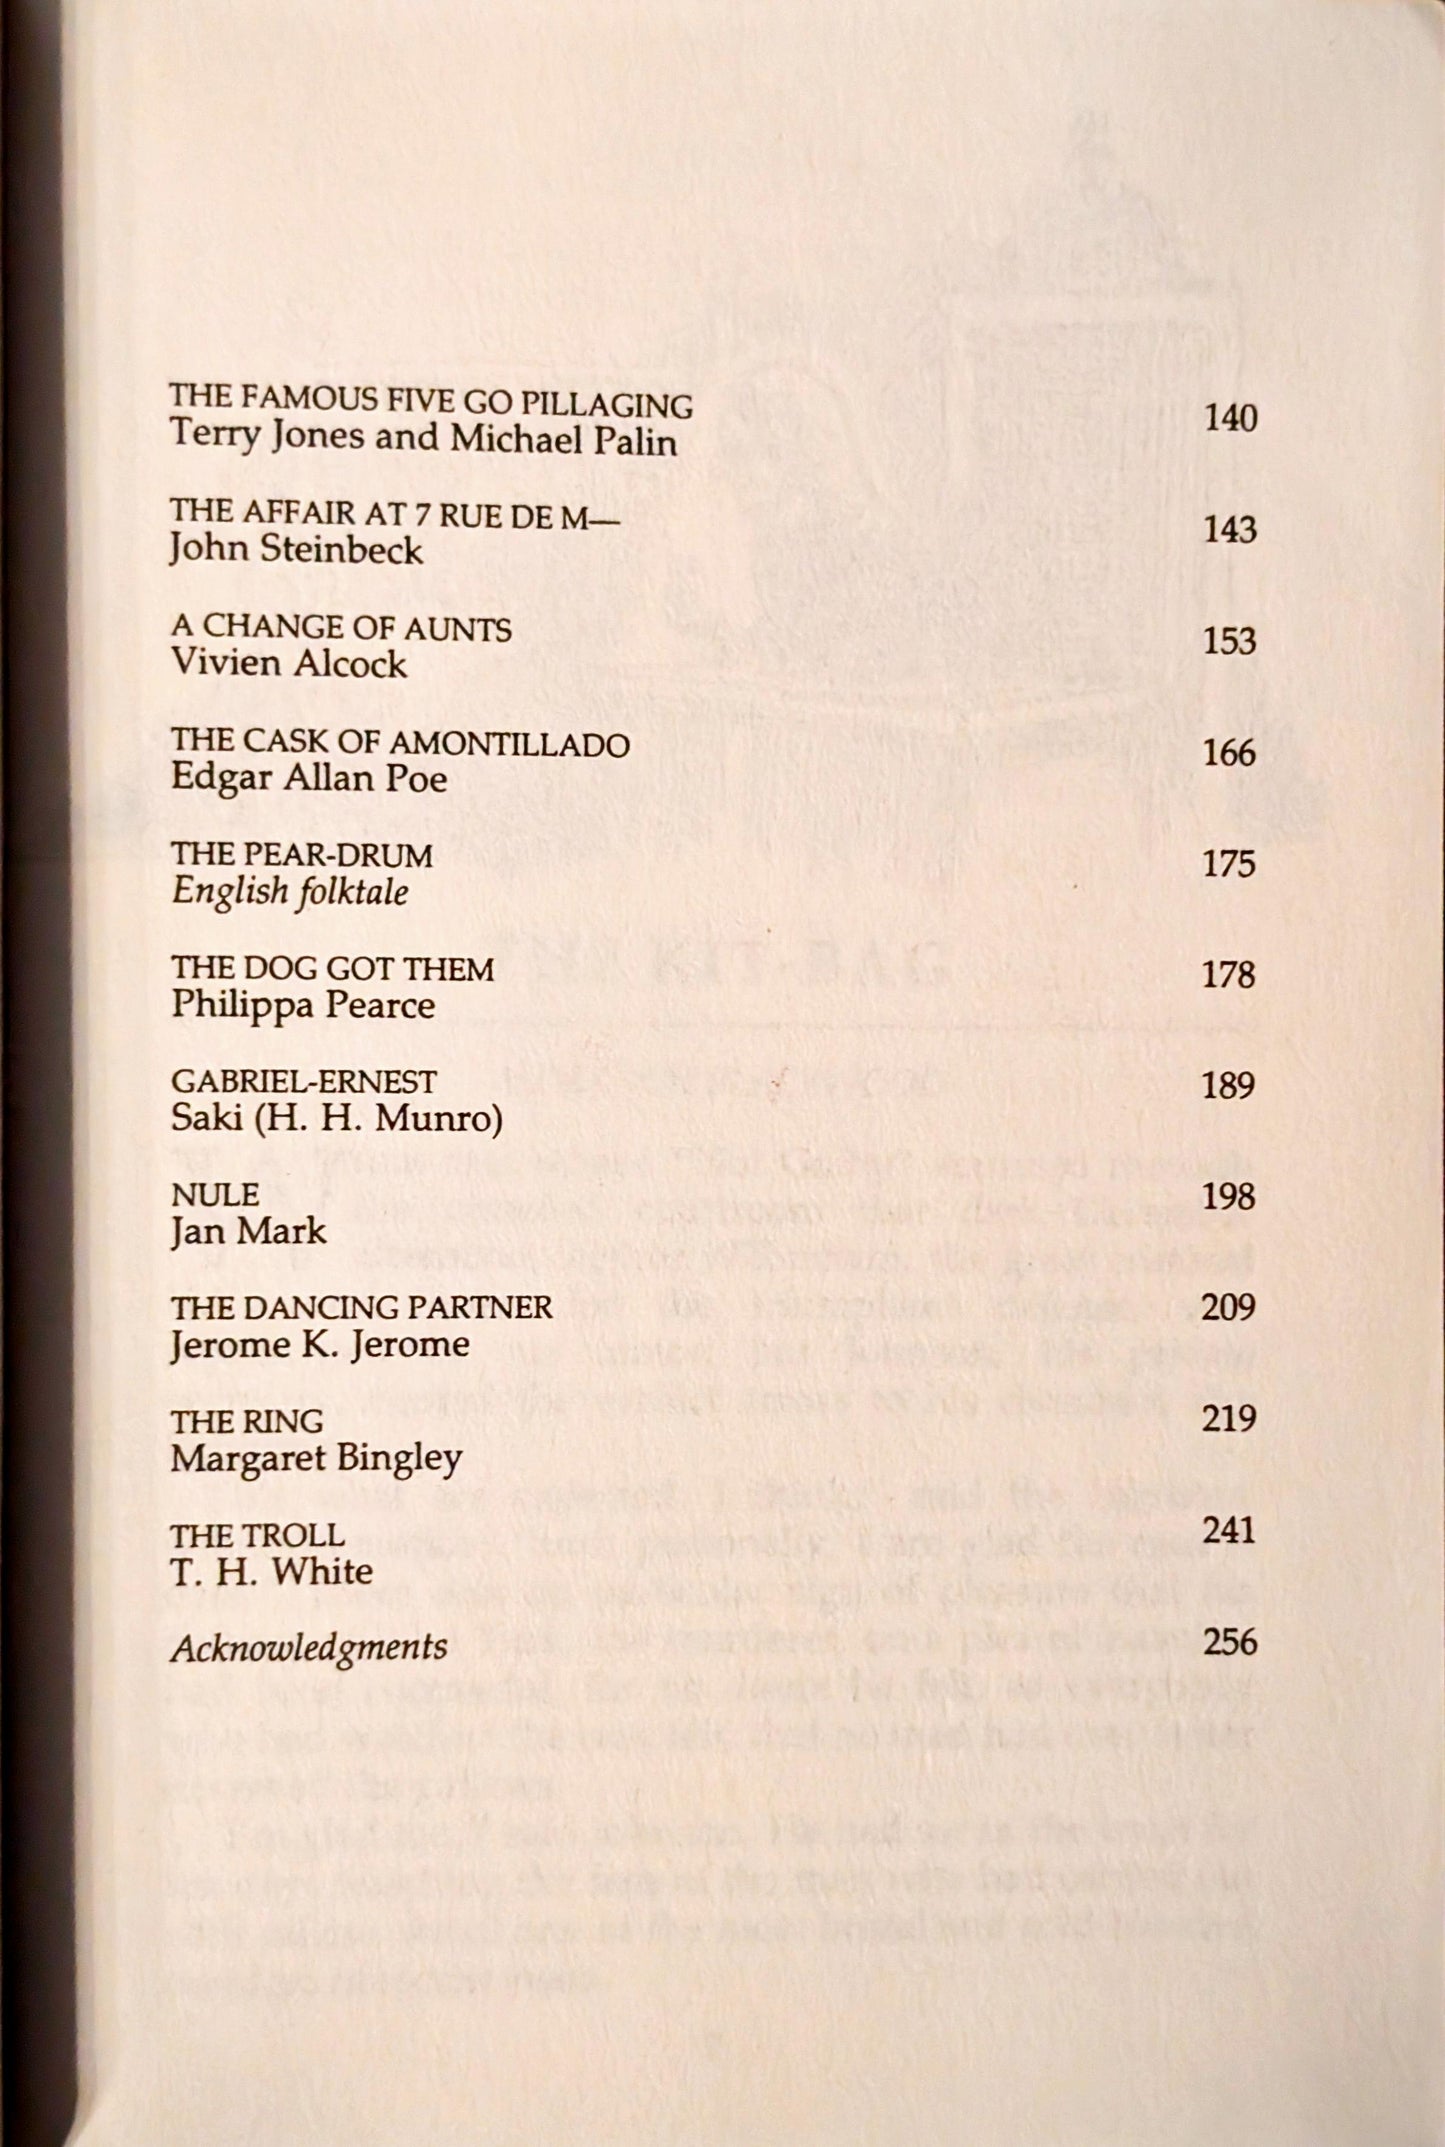 THE FAMOUS FIVE GO PILLAGING
Terry Jones and Michael Palin 140
THE AFFAIR AT 7 RUE DE M—
John Steinbeck 143
A CHANGE OF AUNTS
Vivien Alcock 153
THE CASK OF AMONTILLADO
Edgar Allan Poe 166
THE PEAR-DRUM
English folktale 175
THE DOG GOT THEM
Philippa Pearce 178
GABRIEL-ERNEST
Saki (H. H. Munro) 189
NULE
Jan Mark 198
THE DANCING PARTNER
Jerome K. Jerome 209
THE RING
Margaret Bingley 219
THE TROLL
T. H. White 241
Acknowledgments 256